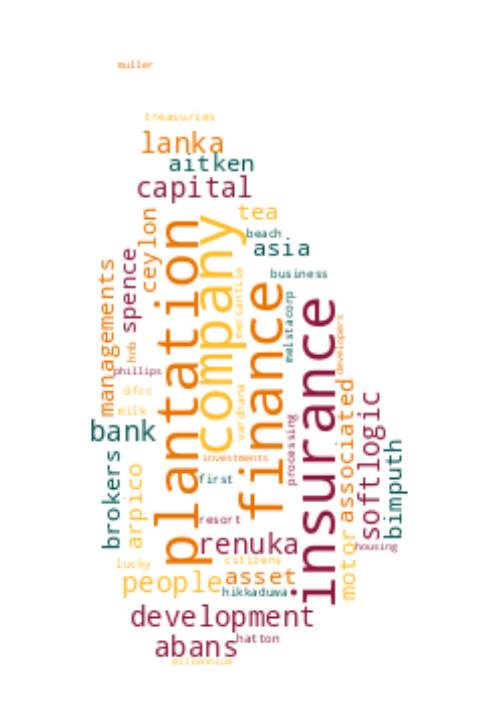 muller
treasuries
lanka
aitken
capital
tea
ceylon
plantation
company
beach
asia
spence
managements
business
mercantile
finance
melstacorp
insurance
developers
hnb
phillips
dfcc
milk
vardhana
associated
softlogic
bank
processing
bimputh
brokers
arpico
investments
first
resort
renuka
motor
housing
lucky
citizens
people
asset
hikkaduwa
development
abans
hatton
millennium